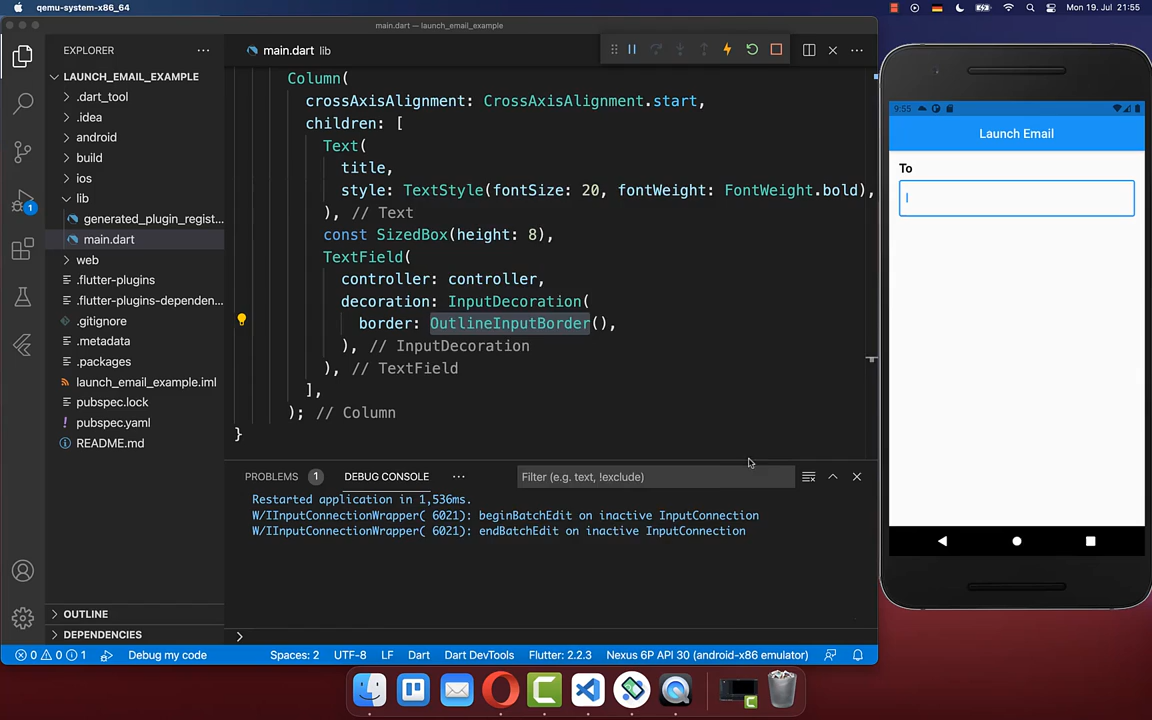 qemu-system-x86_64
Mon 19. Jul 21:55
main.dart — launch_email_example
EXPLORER
LAUNCH_EMAIL_EXAMPLE
.dart_tool
.idea
android
build
ios
lib
generated_plugin_regist...
main.dart
web
.flutter-plugins
.flutter-plugins-dependen...
.gitignore
.metadata
.packages
launch_email_example.iml
pubspec.lock
pubspec.yaml
README.md
OUTLINE
DEPENDENCIES
1
main.dart lib
Column(
crossAxisAlignment: CrossAxisAlignment.start,
children: [
Text(
title,
style: TextStyle(fontSize: 20, fontWeight: FontWeight.bold),
), // Text
const SizedBox(height: 8),
TextField(
controller: controller,
decoration: InputDecoration(
border: OutlineInputBorder(),
), // InputDecoration
), // TextField
],
); // Column
}
PROBLEMS 1 DEBUG CONSOLE
Filter (e.g. text, !exclude)
Restarted application in 1,536ms.
W/IInputConnectionWrapper( 6021): beginBatchEdit on inactive InputConnection
W/IInputConnectionWrapper( 6021): endBatchEdit on inactive InputConnection
0 0 1 Debug my code Spaces: 2 UTF-8 LF Dart Dart DevTools Flutter: 2.2.3 Nexus 6P API 30 (android-x86 emulator)
9:55
Launch Email
To